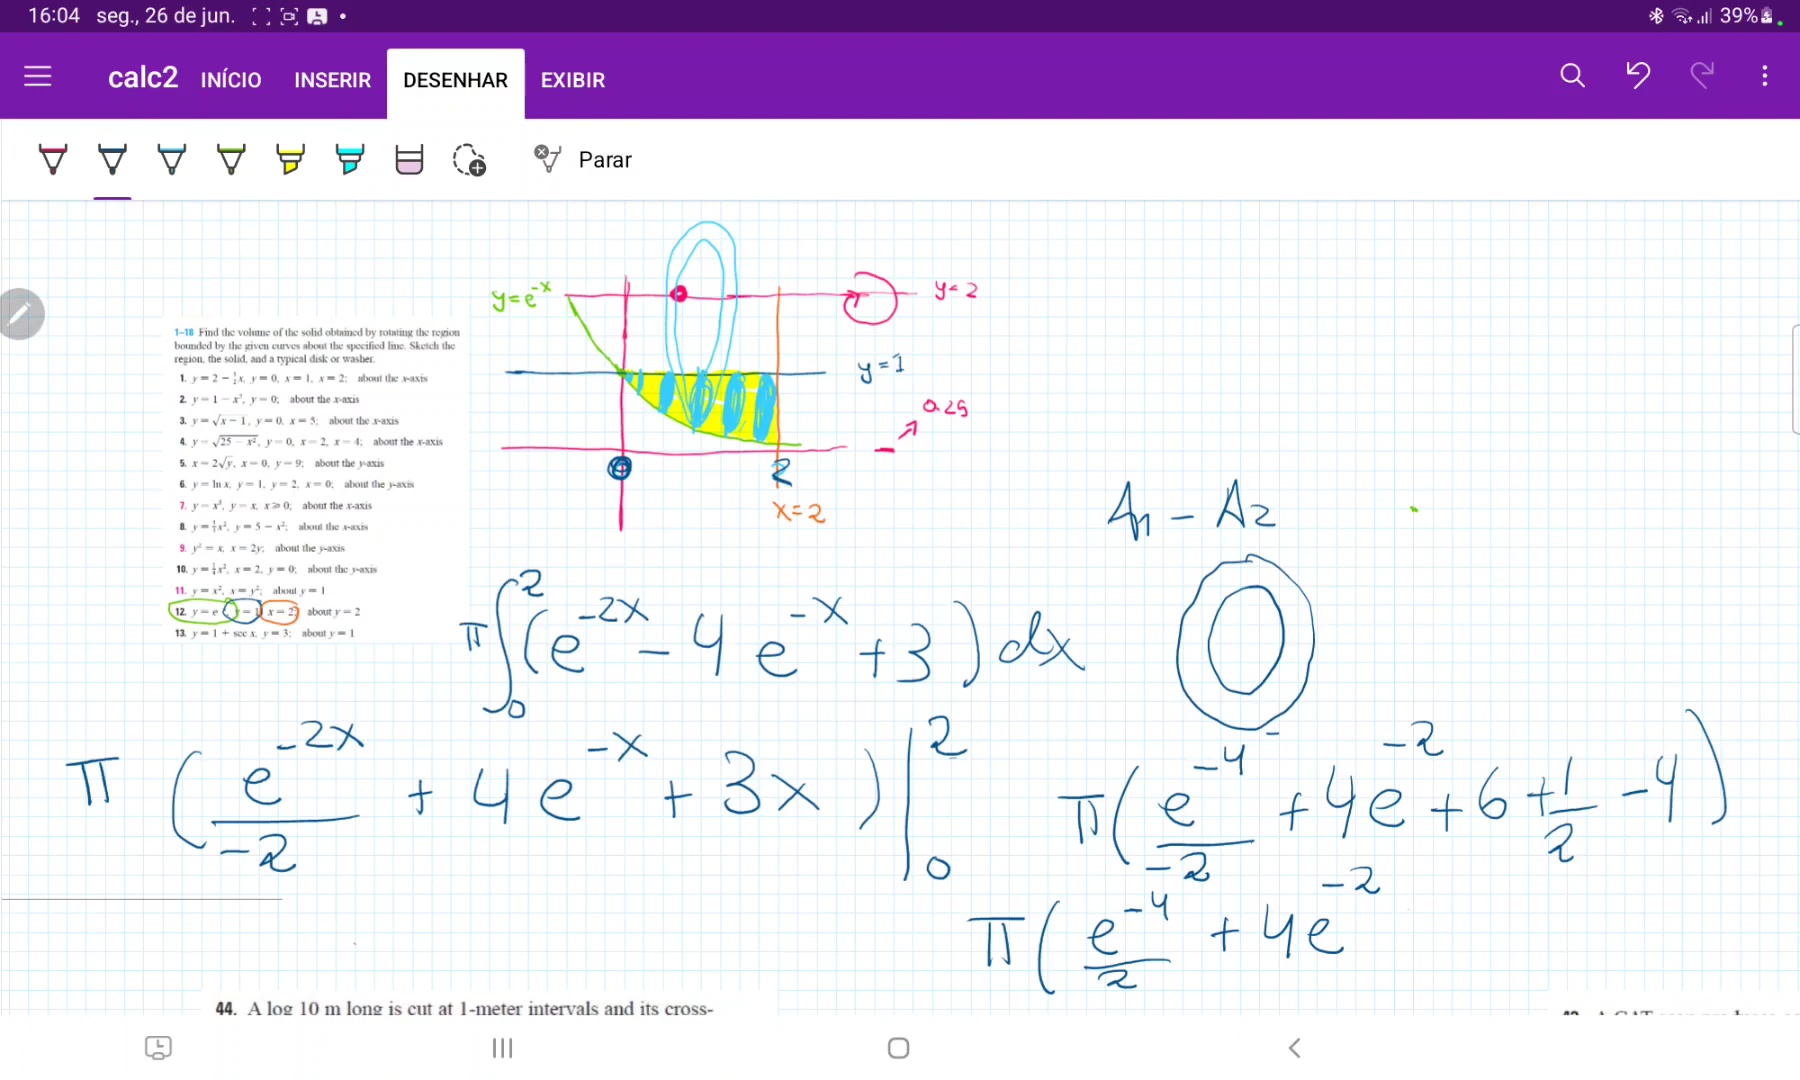 16:04 seg., 26 de jun.
39%
calc2 INÍCIO INSERIR DESENHAR EXIBIR
Parar
y=e^-x
y=2
y=1
0.25
0
2
x=2
1–18 Find the volume of the solid obtained by rotating the region
bounded by the given curves about the specified line. Sketch the
region, the solid, and a typical disk or washer.
1. y = 2 − ½x, y = 0, x = 1, x = 2; about the x-axis
2. y = 1 − x², y = 0; about the x-axis
3. y = √(x − 1), y = 0, x = 5; about the x-axis
4. y = √(25 − x²), y = 0, x = 2, x = 4; about the x-axis
5. x = 2√y, x = 0, y = 9; about the y-axis
6. y = ln x, y = 1, y = 2, x = 0; about the y-axis
7. y = x³, y = x, x ⩾ 0; about the x-axis
8. y = ¼x², y = 5 − x²; about the x-axis
9. y² = x, x = 2y; about the y-axis
10. y = ¼x², x = 2, y = 0; about the y-axis
11. y = x², x = y²; about y = 1
12. y = e , y = 1, x = 2; about y = 2
13. y = 1 + sec x, y = 3; about y = 1
A1 − A2
π ∫₀² (e^-2x − 4e^-x + 3) dx
π (e^-2x/-2 + 4e^-x + 3x) |₀²
π (e^-4/-2 + 4e^-2 + 6 + 1/2 − 4)
π (e^-4/2 + 4e^-2
44. A log 10 m long is cut at 1-meter intervals and its cross-